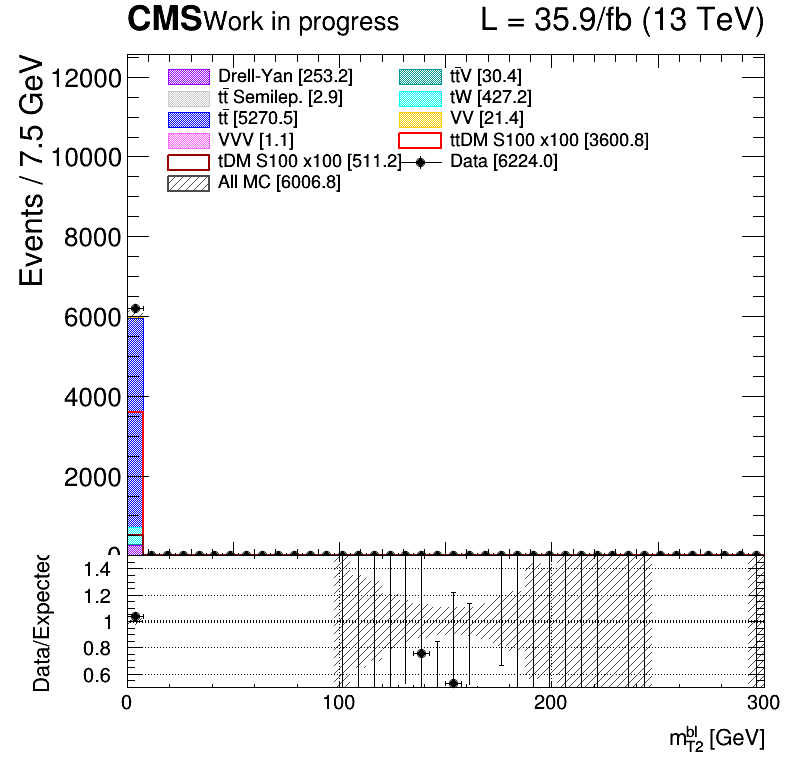 CMS Work in progress L = 35.9/fb (13 TeV)
Events / 7.5 GeV
12000
10000
8000
6000
4000
2000
0
Drell-Yan [253.2]
tt̄ Semilep. [2.9]
tt̄ [5270.5]
VVV [1.1]
tDM S100 x100 [511.2]
All MC [6006.8]
tt̄V [30.4]
tW [427.2]
VV [21.4]
ttDM S100 x100 [3600.8]
Data [6224.0]
Data/Expected
1.4
1.2
1
0.8
0.6
0 100 200 300
m_{T2}^{bl} [GeV]